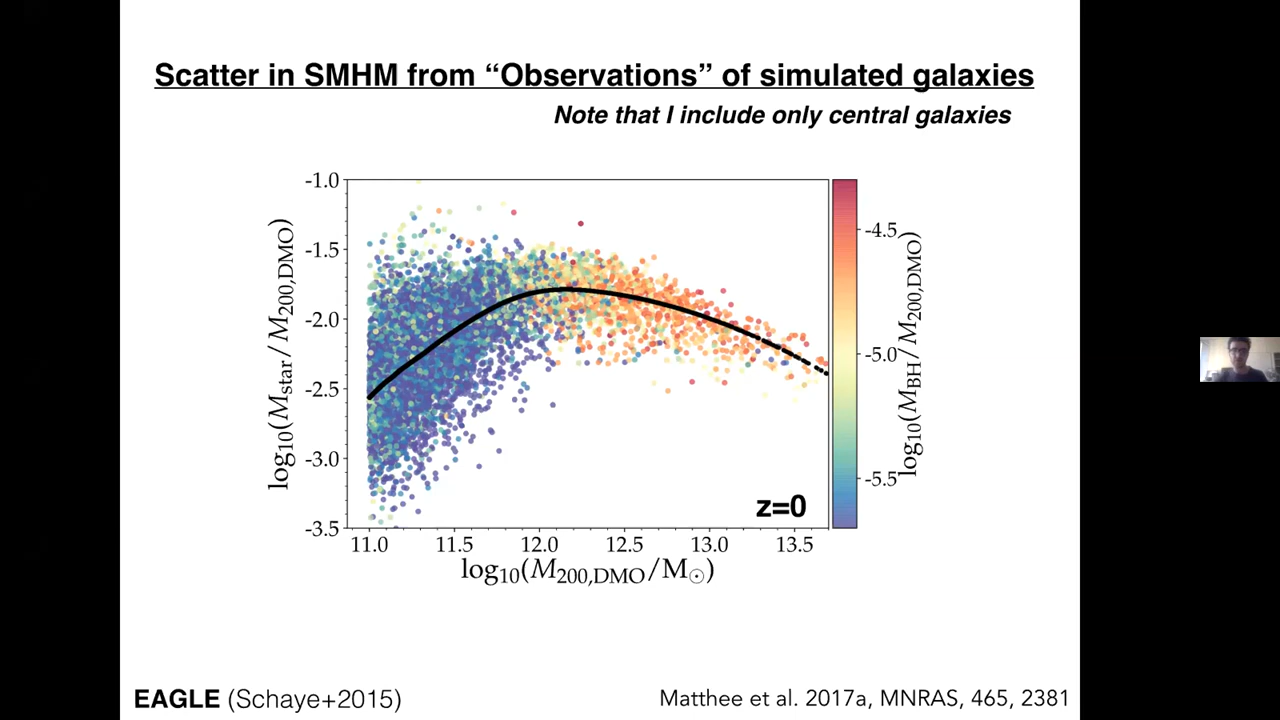 Scatter in SMHM from “Observations” of simulated galaxies
Note that I include only central galaxies
-1.0
-1.5
-2.0
-2.5
-3.0
-3.5
log10(Mstar/M200,DMO)
11.0 11.5 12.0 12.5 13.0 13.5
log10(M200,DMO/M☉)
z=0
-4.5
-5.0
-5.5
log10(MBH/M200,DMO)
EAGLE (Schaye+2015)
Matthee et al. 2017a, MNRAS, 465, 2381